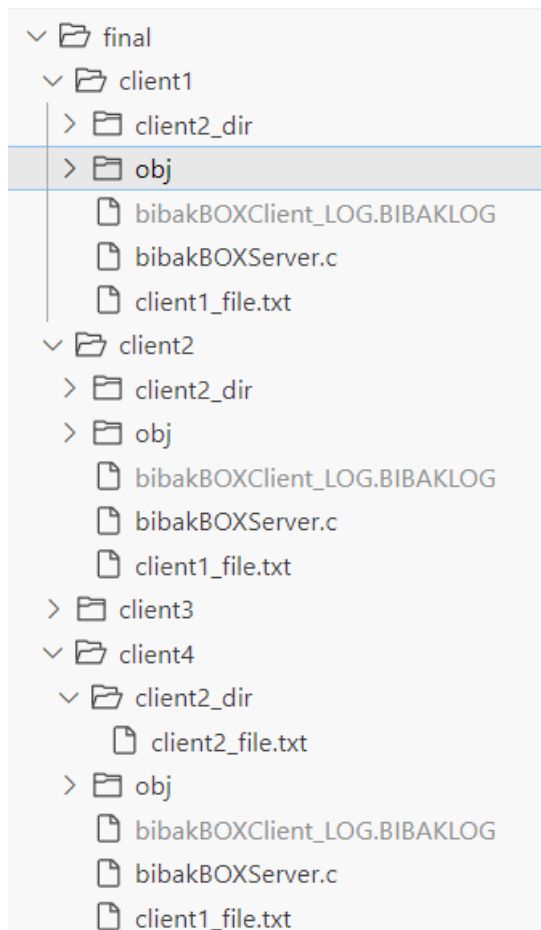 final
client1
client2_dir
obj
bibakBOXClient_LOG.BIBAKLOG
bibakBOXServer.c
client1_file.txt
client2
client2_dir
obj
bibakBOXClient_LOG.BIBAKLOG
bibakBOXServer.c
client1_file.txt
client3
client4
client2_dir
client2_file.txt
obj
bibakBOXClient_LOG.BIBAKLOG
bibakBOXServer.c
client1_file.txt